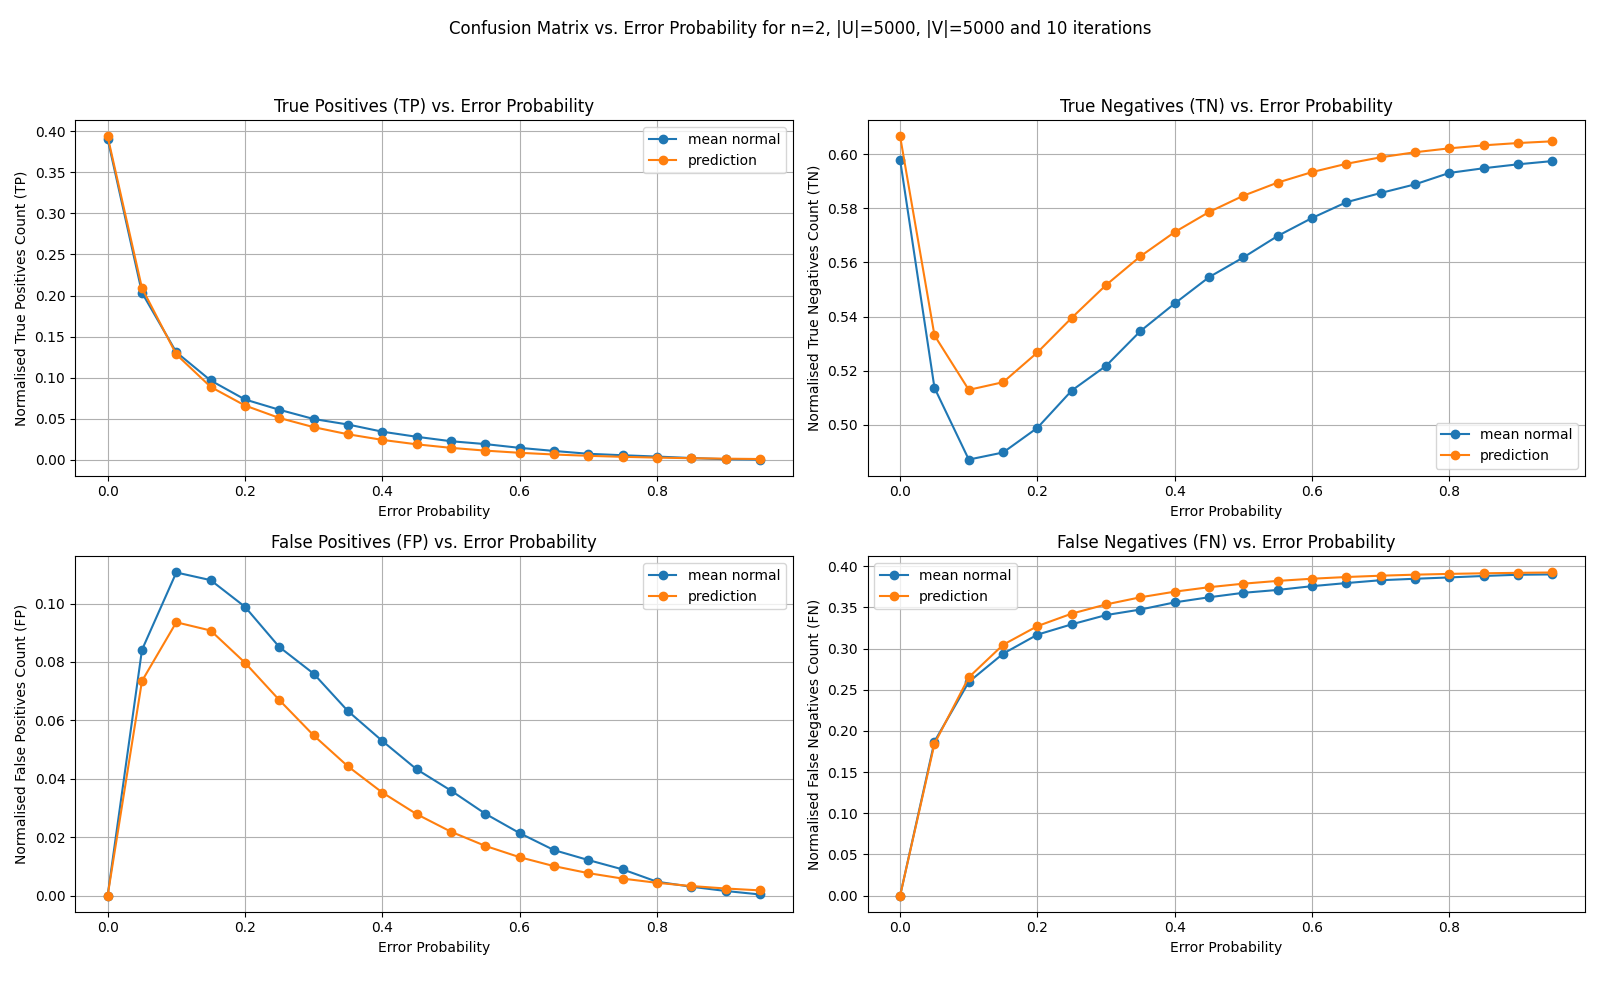 Confusion Matrix vs. Error Probability for n=2, |U|=5000, |V|=5000 and 10 iterations
True Positives (TP) vs. Error Probability
Normalised True Positives Count (TP)
0.40
0.35
0.30
0.25
0.20
0.15
0.10
0.05
0.00
mean normal
prediction
0.0 0.2 0.4 0.6 0.8
Error Probability
True Negatives (TN) vs. Error Probability
Normalised True Negatives Count (TN)
0.60
0.58
0.56
0.54
0.52
0.50
mean normal
prediction
0.0 0.2 0.4 0.6 0.8
Error Probability
False Positives (FP) vs. Error Probability
Normalised False Positives Count (FP)
0.10
0.08
0.06
0.04
0.02
0.00
mean normal
prediction
0.0 0.2 0.4 0.6 0.8
Error Probability
False Negatives (FN) vs. Error Probability
Normalised False Negatives Count (FN)
0.40
0.35
0.30
0.25
0.20
0.15
0.10
0.05
0.00
mean normal
prediction
0.0 0.2 0.4 0.6 0.8
Error Probability